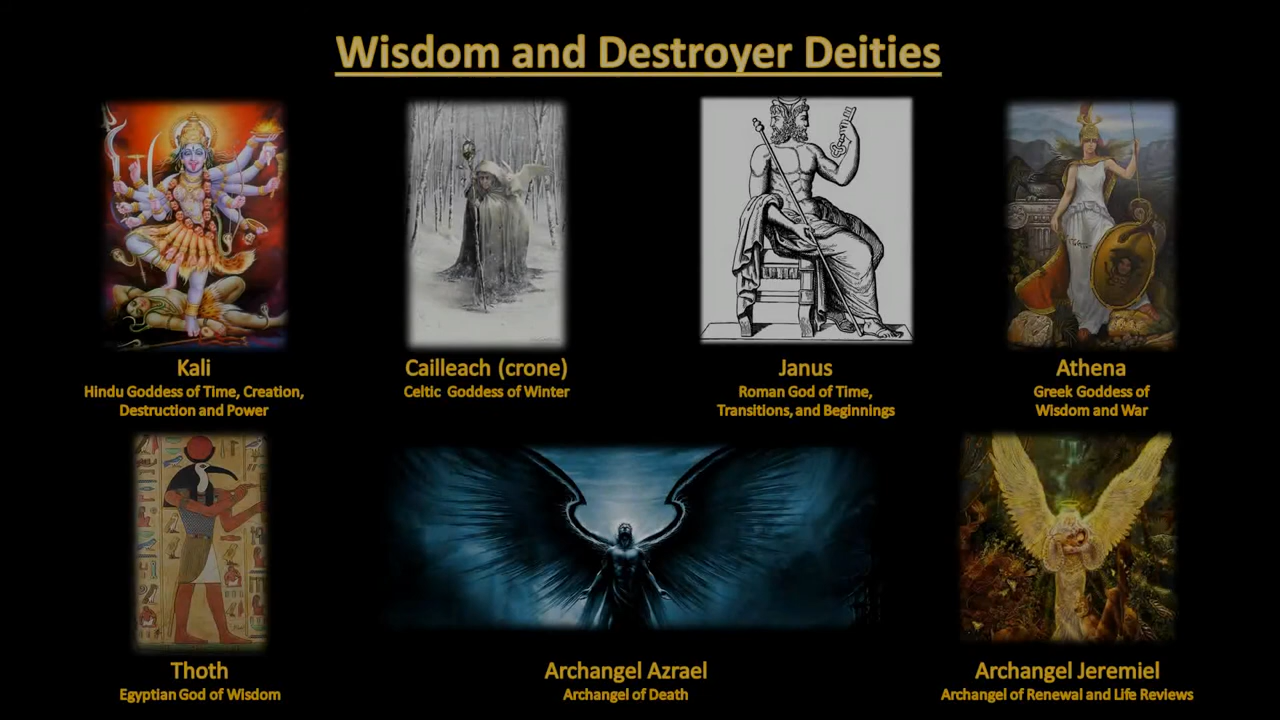 Wisdom and Destroyer Deities
Kali
Hindu Goddess of Time, Creation,
Destruction and Power
Cailleach (crone)
Celtic Goddess of Winter
Janus
Roman God of Time,
Transitions, and Beginnings
Athena
Greek Goddess of
Wisdom and War
Thoth
Egyptian God of Wisdom
Archangel Azrael
Archangel of Death
Archangel Jeremiel
Archangel of Renewal and Life Reviews